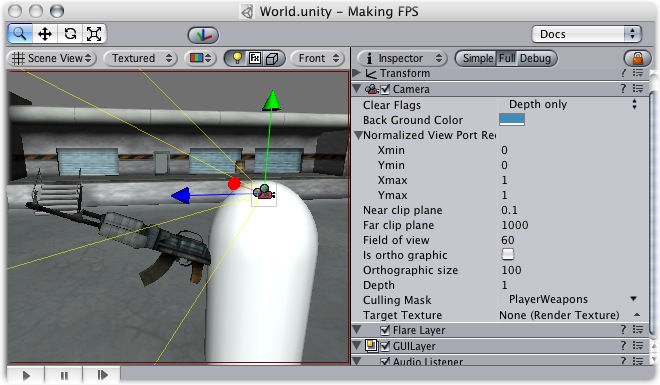 World.unity – Making FPS
Docs
Scene View Textured Fx Front
Inspector Simple Full Debug
Transform ?
Camera ?
Clear Flags Depth only
Back Ground Color
Normalized View Port Rec
Xmin 0
Ymin 0
Xmax 1
Ymax 1
Near clip plane 0.1
Far clip plane 1000
Field of view 60
Is ortho graphic
Orthographic size 100
Depth 1
Culling Mask PlayerWeapons
Target Texture None (Render Texture)
Flare Layer ?
GUILayer ?
Audio Listener ?